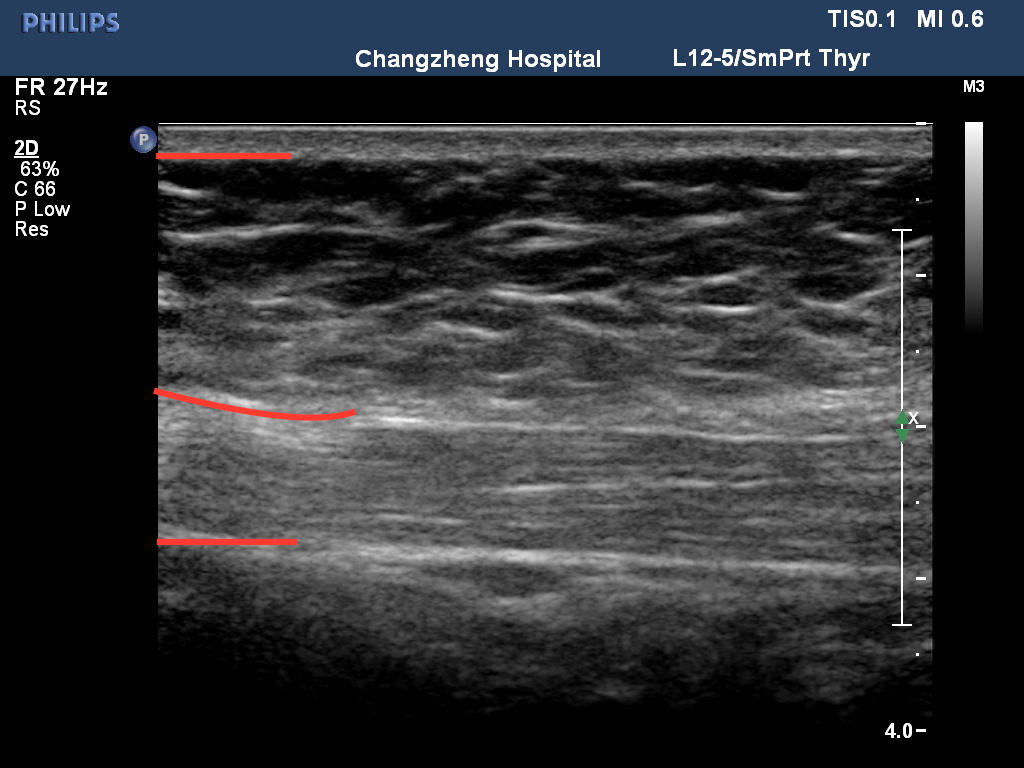 PHILIPS
TIS0.1 MI 0.6
Changzheng Hospital L12-5/SmPrt Thyr
FR 27Hz
RS
M3
P
2D
63%
C 66
P Low
Res
X
4.0